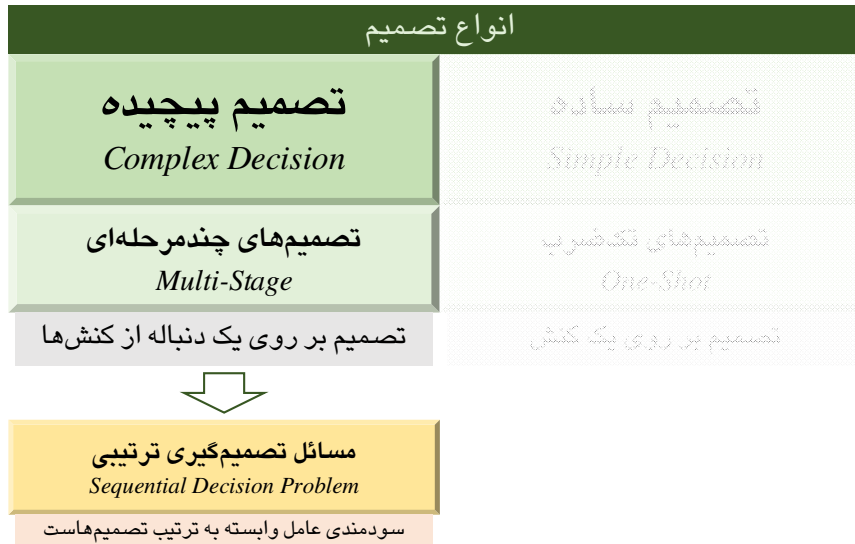 انواع تصمیم
تصمیم ساده
Simple Decision
تصمیم‌های تک‌ضرب
One-Shot
تصمیم بر روی یک کنش
تصمیم پیچیده
Complex Decision
تصمیم‌های چندمرحله‌ای
Multi-Stage
تصمیم بر روی یک دنباله از کنش‌ها
مسائل تصمیم‌گیری ترتیبی
Sequential Decision Problem
سودمندی عامل وابسته به ترتیب تصمیم‌هاست